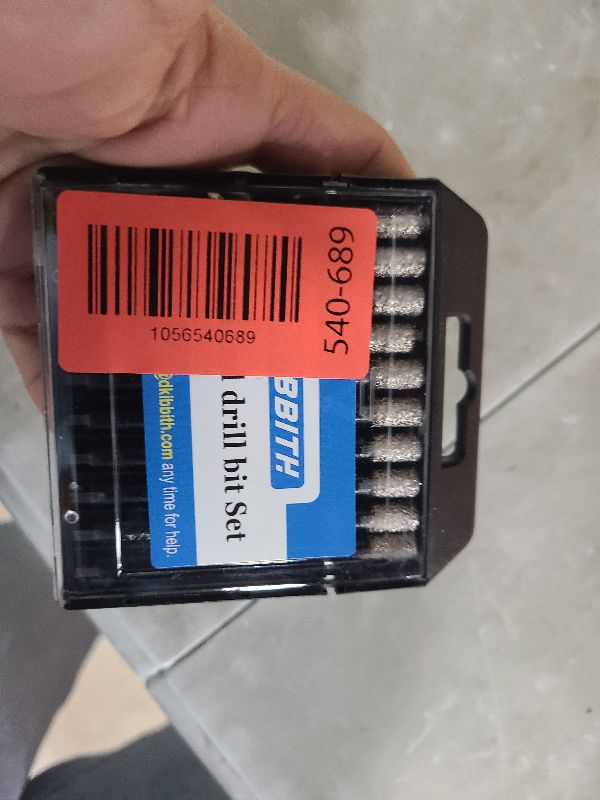 1056540689
540-689
BBITH
drill bit Set
@dkibbith.com any time for help.